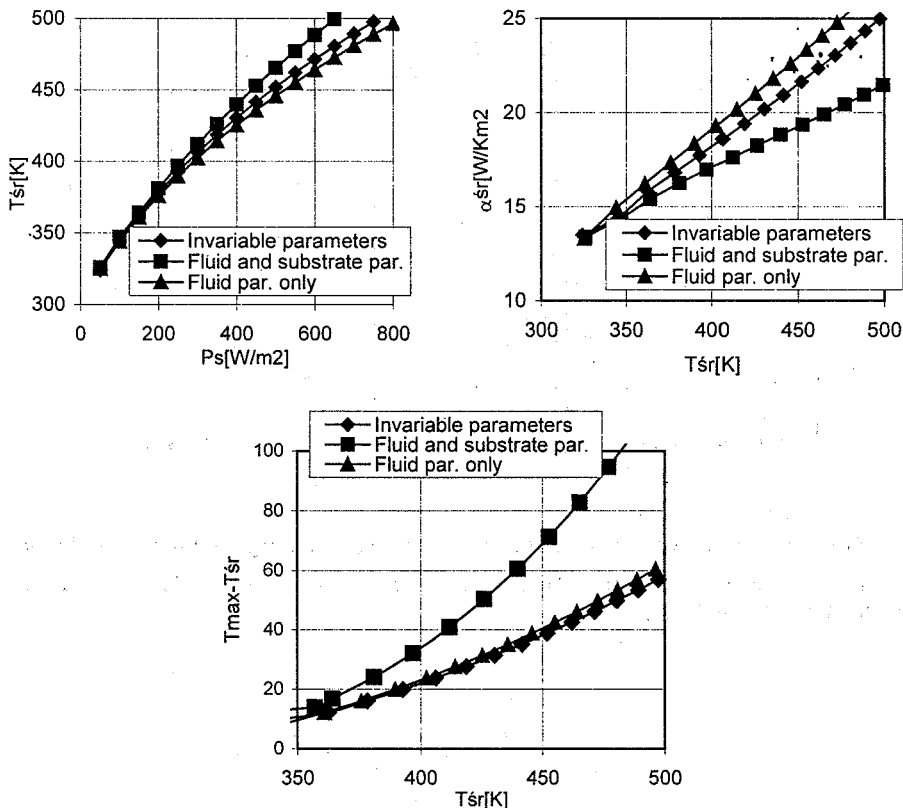 500
450
400
350
300
Tśr[K]
Invariable parameters
Fluid and substrate par.
Fluid par. only
0 200 400 600 800
Ps[W/m2]
25
20
15
10
αśr[W/Km2
Invariable parameters
Fluid and substrate par.
Fluid par. only
300 350 400 450 500
Tśr[K]
Invariable parameters
Fluid and substrate par.
Fluid par. only
100
80
60
40
20
0
Tmax-Tśr
350 400 450 500
Tśr[K]